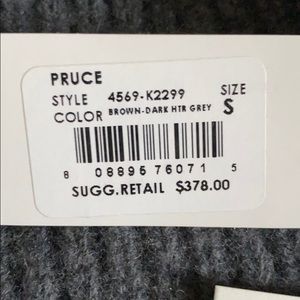 PRUCE
STYLE 4569-K2299 SIZE
COLOR BROWN-DARK HTR GREY S
8 08895 76071 5
SUGG.RETAIL $378.00